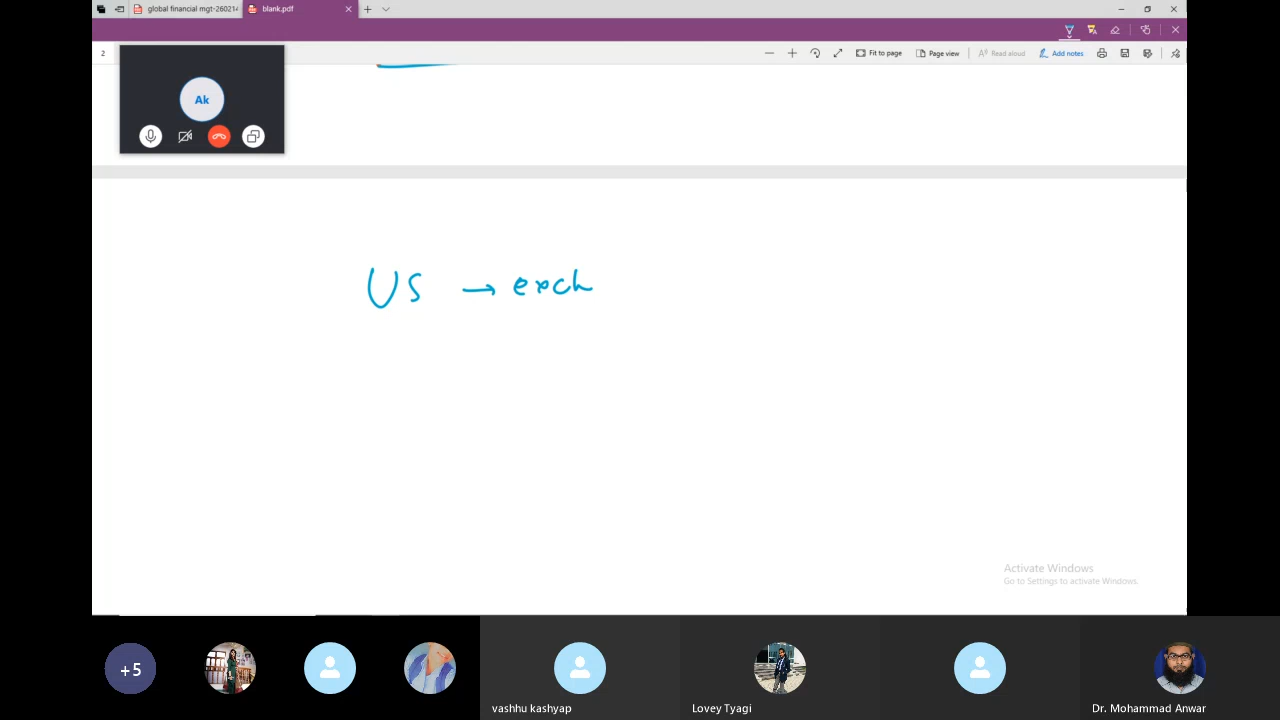 global financial mgt-260214
blank.pdf
2
Fit to page
Page view
Read aloud
Add notes
Ak
US → exch
Activate Windows
Go to Settings to activate Windows.
+5
vashhu kashyap
Lovey Tyagi
Dr. Mohammad Anwar